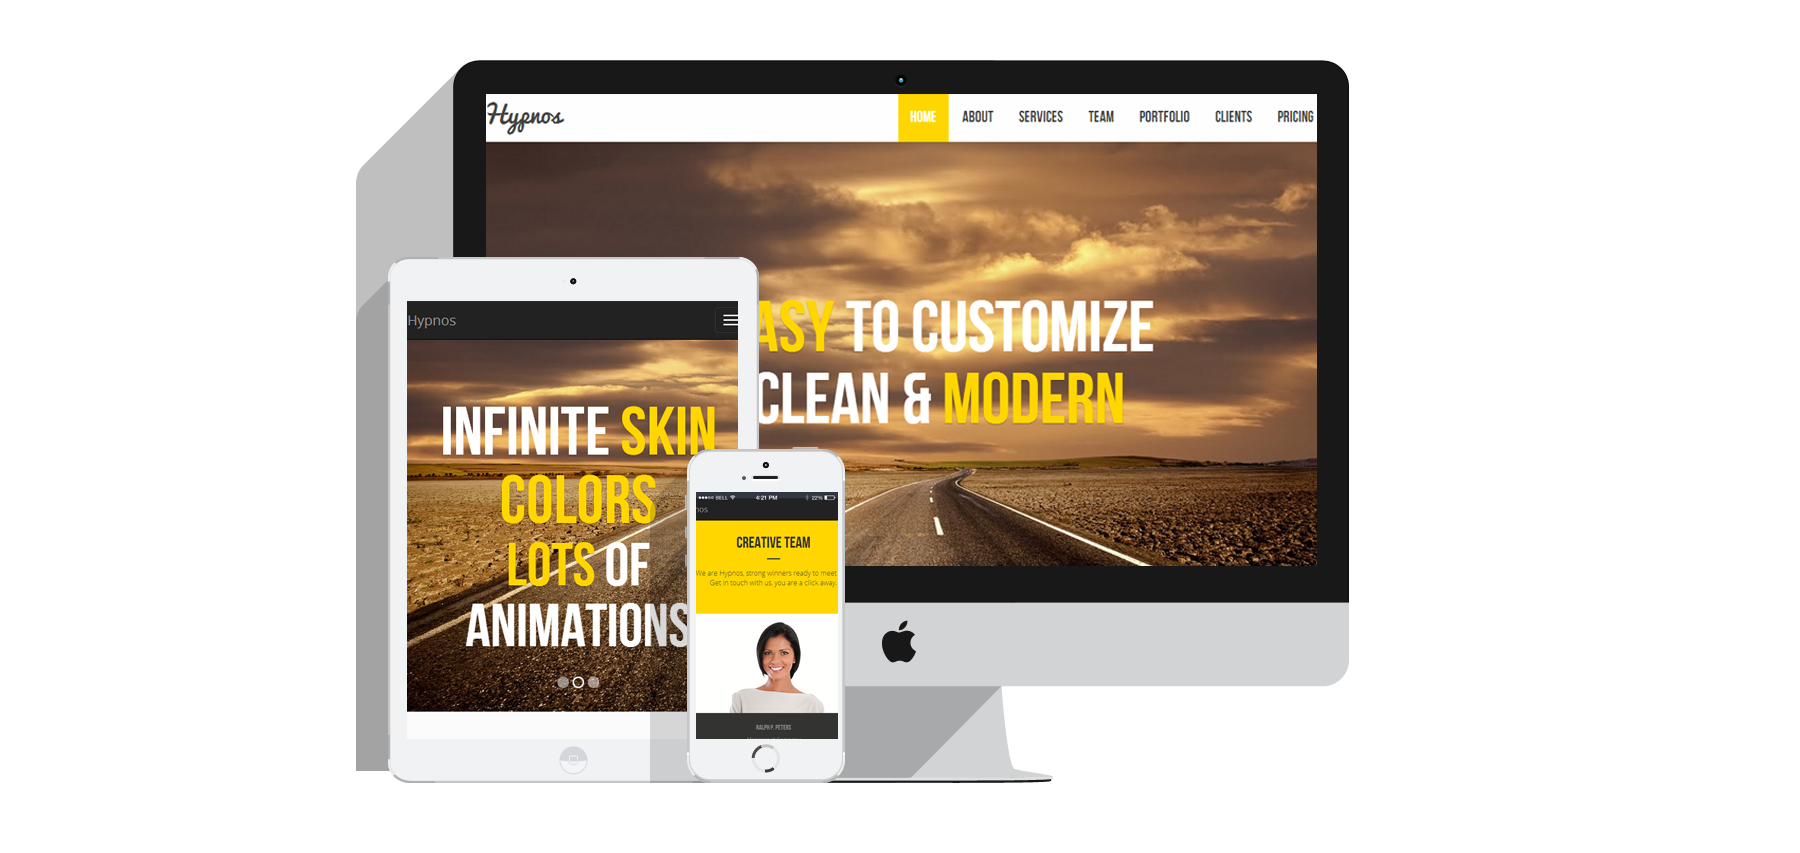 Hypnos
HOME ABOUT SERVICES TEAM PORTFOLIO CLIENTS PRICING
ASY TO CUSTOMIZE
CLEAN & MODERN
Hypnos
INFINITE SKIN
COLORS
LOTS OF
ANIMATIONS
BELL 4:21 PM 22%
nos
CREATIVE TEAM
We are Hypnos, strong winners ready to meet
Get in touch with us, you are a click away.
RALPH P. PETERS